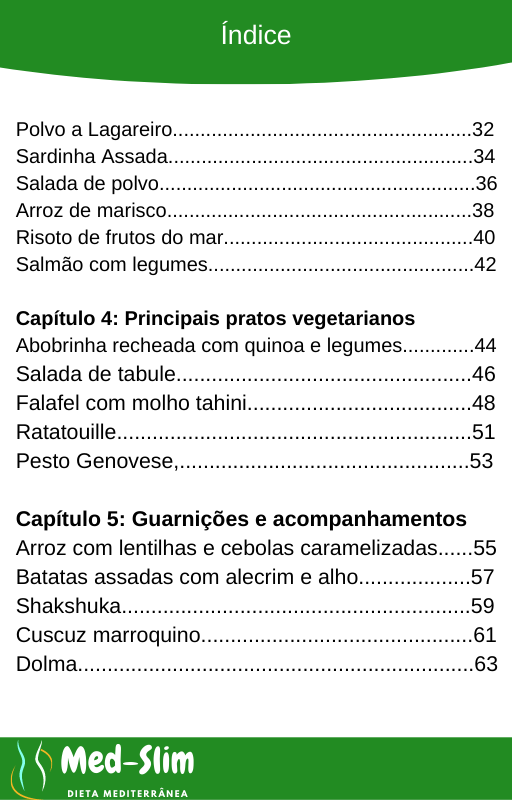 Índice
Polvo a Lagareiro......................................................32
Sardinha Assada.......................................................34
Salada de polvo.........................................................36
Arroz de marisco.......................................................38
Risoto de frutos do mar.............................................40
Salmão com legumes................................................42
Capítulo 4: Principais pratos vegetarianos
Abobrinha recheada com quinoa e legumes.............44
Salada de tabule..................................................46
Falafel com molho tahini......................................48
Ratatouille............................................................51
Pesto Genovese,.................................................53
Capítulo 5: Guarnições e acompanhamentos
Arroz com lentilhas e cebolas caramelizadas......55
Batatas assadas com alecrim e alho...................57
Shakshuka...........................................................59
Cuscuz marroquino..............................................61
Dolma...................................................................63
Med-Slim
DIETA MEDITERRÂNEA